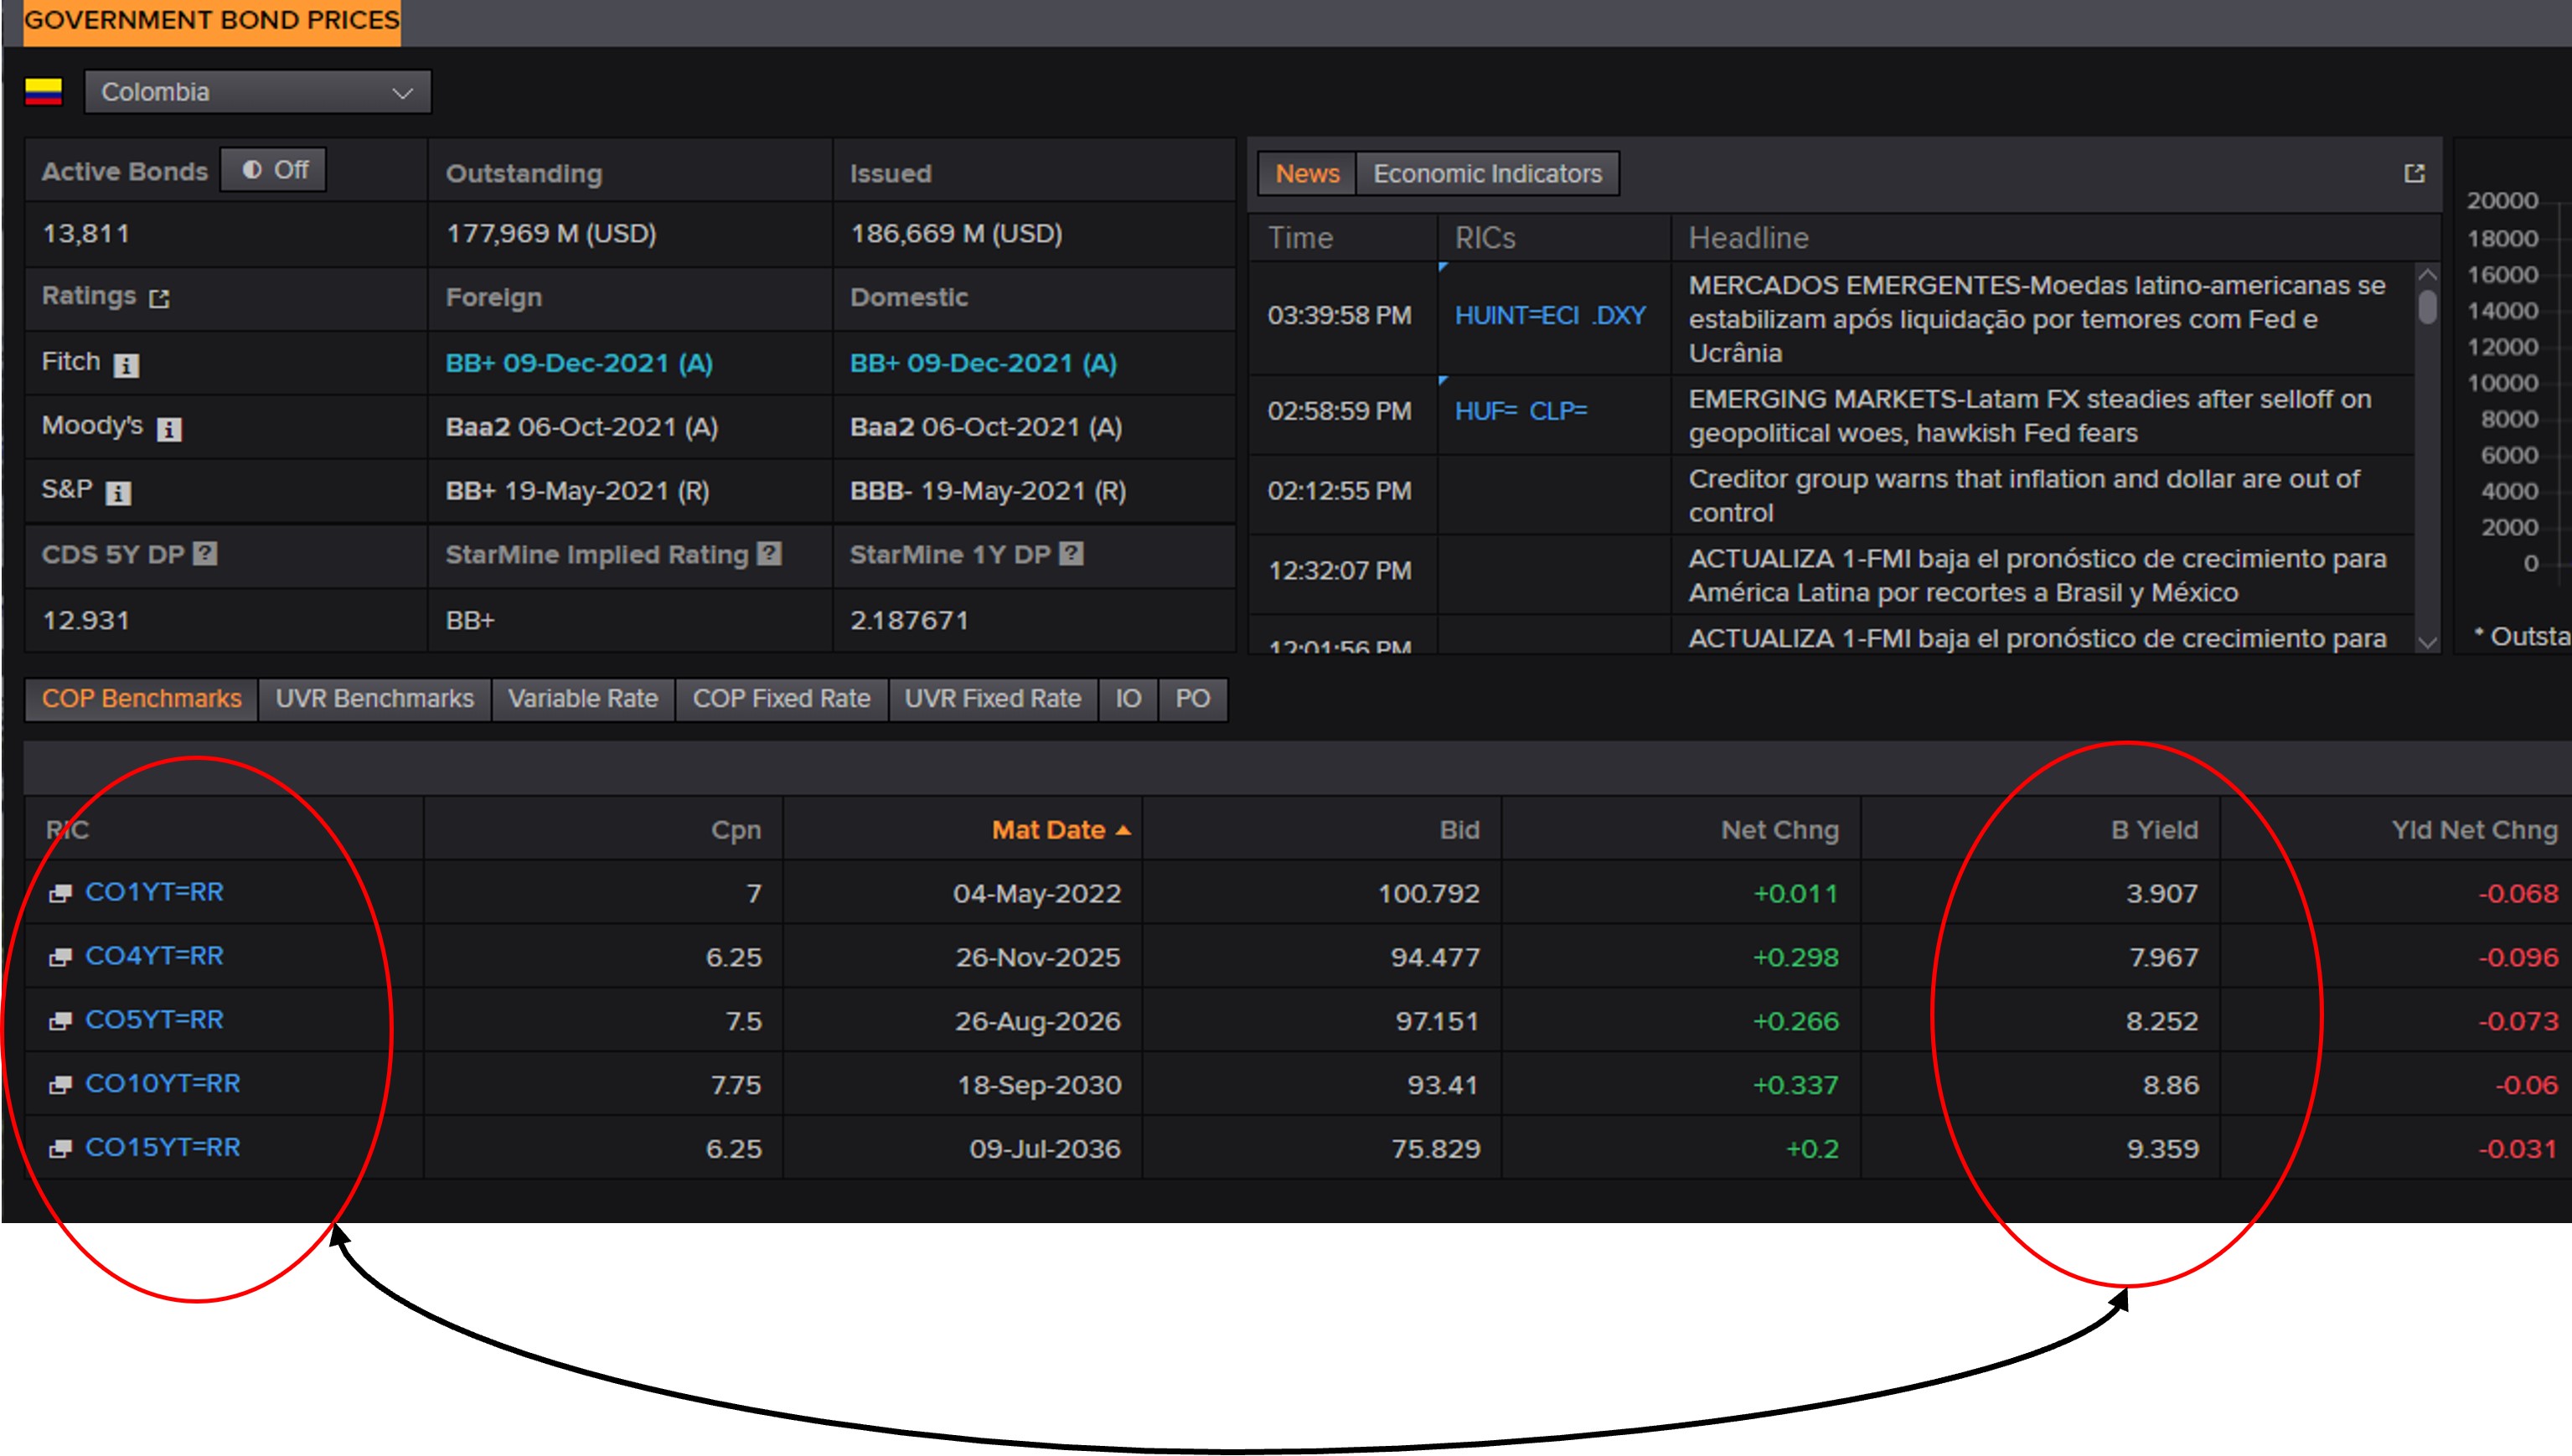 GOVERNMENT BOND PRICES
Colombia
Active Bonds Off Outstanding Issued
13,811 177,969 M (USD) 186,669 M (USD)
Ratings Foreign Domestic
Fitch BB+ 09-Dec-2021 (A) BB+ 09-Dec-2021 (A)
Moody's Baa2 06-Oct-2021 (A) Baa2 06-Oct-2021 (A)
S&P BB+ 19-May-2021 (R) BBB- 19-May-2021 (R)
CDS 5Y DP ? StarMine Implied Rating ? StarMine 1Y DP ?
12.931 BB+ 2.187671
News Economic Indicators
Time RICs Headline
03:39:58 PM HUINT=ECI .DXY MERCADOS EMERGENTES-Moedas latino-americanas se
estabilizam após liquidação por temores com Fed e
Ucrânia
02:58:59 PM HUF= CLP= EMERGING MARKETS-Latam FX steadies after selloff on
geopolitical woes, hawkish Fed fears
02:12:55 PM Creditor group warns that inflation and dollar are out of
control
12:32:07 PM ACTUALIZA 1-FMI baja el pronóstico de crecimiento para
América Latina por recortes a Brasil y México
12:01:56 PM ACTUALIZA 1-FMI baja el pronóstico de crecimiento para
20000
18000
16000
14000
12000
10000
8000
6000
4000
2000
0
* Outsta
COP Benchmarks UVR Benchmarks Variable Rate COP Fixed Rate UVR Fixed Rate IO PO
RIC Cpn Mat Date Bid Net Chng B Yield Yld Net Chng
CO1YT=RR 7 04-May-2022 100.792 +0.011 3.907 -0.068
CO4YT=RR 6.25 26-Nov-2025 94.477 +0.298 7.967 -0.096
CO5YT=RR 7.5 26-Aug-2026 97.151 +0.266 8.252 -0.073
CO10YT=RR 7.75 18-Sep-2030 93.41 +0.337 8.86 -0.06
CO15YT=RR 6.25 09-Jul-2036 75.829 +0.2 9.359 -0.031